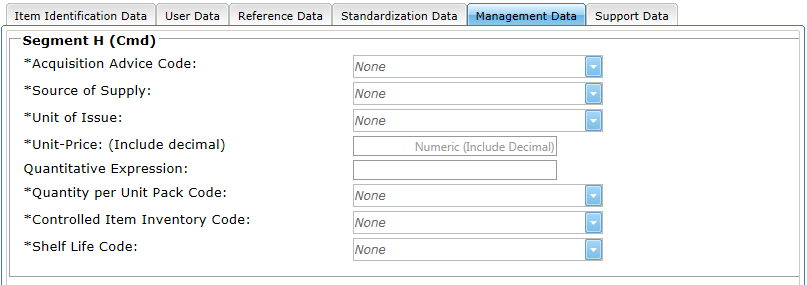 Item Identification Data User Data Reference Data Standardization Data Management Data Support Data
Segment H (Cmd)
*Acquisition Advice Code: None
*Source of Supply: None
*Unit of Issue: None
*Unit-Price: (Include decimal) Numeric (Include Decimal)
Quantitative Expression:
*Quantity per Unit Pack Code: None
*Controlled Item Inventory Code: None
*Shelf Life Code: None